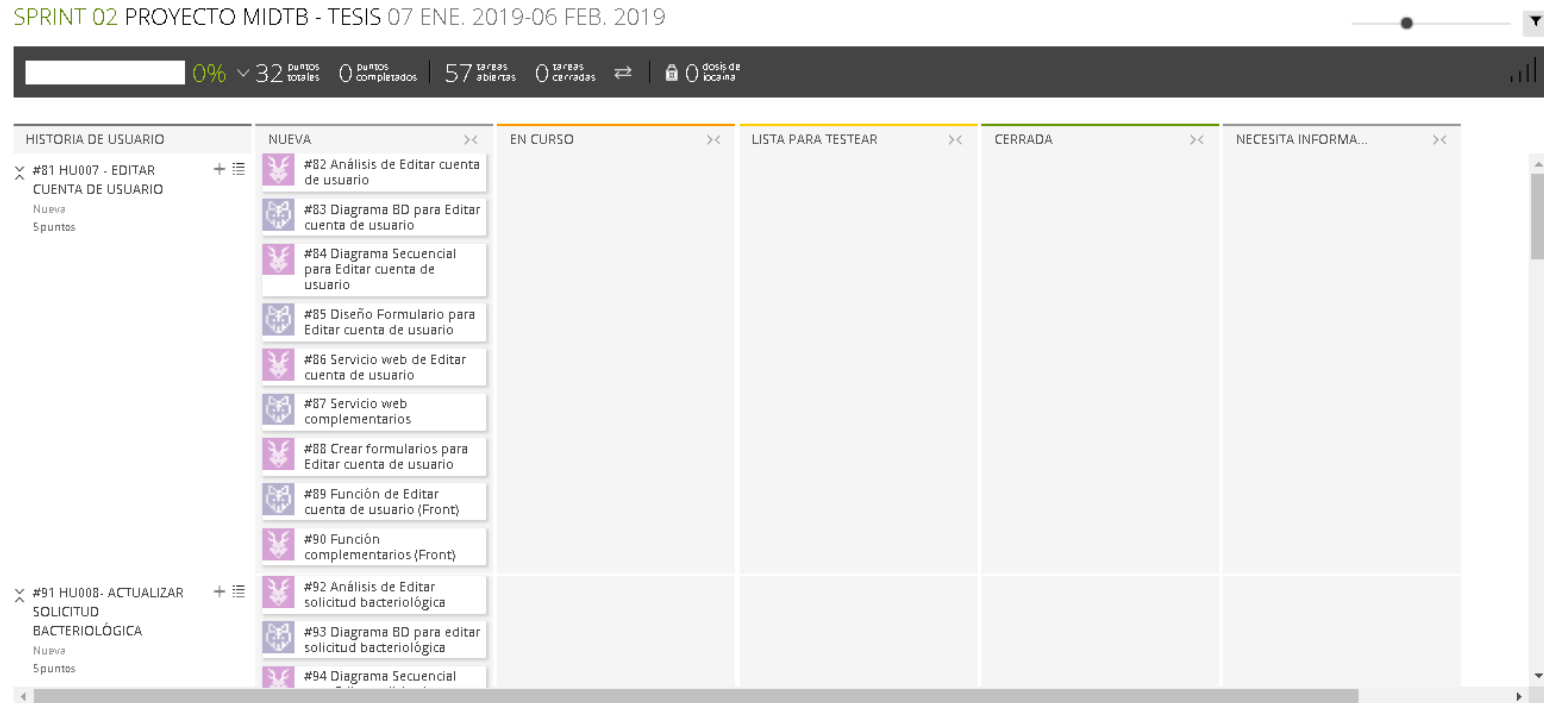 SPRINT 02 PROYECTO MIDTB - TESIS 07 ENE. 2019-06 FEB. 2019
0% 32 puntos totales 0 puntos completados 57 tareas abiertas 0 tareas cerradas 0 dosis de iocaína
HISTORIA DE USUARIO NUEVA EN CURSO LISTA PARA TESTEAR CERRADA NECESITA INFORMA...
#81 HU007 - EDITAR
CUENTA DE USUARIO
Nueva
5puntos
#82 Análisis de Editar cuenta
de usuario
#83 Diagrama BD para Editar
cuenta de usuario
#84 Diagrama Secuencial
para Editar cuenta de
usuario
#85 Diseño Formulario para
Editar cuenta de usuario
#86 Servicio web de Editar
cuenta de usuario
#87 Servicio web
complementarios
#88 Crear formularios para
Editar cuenta de usuario
#89 Función de Editar
cuenta de usuario (Front)
#90 Función
complementarios (Front)
#91 HU008- ACTUALIZAR
SOLICITUD
BACTERIOLÓGICA
Nueva
5puntos
#92 Análisis de Editar
solicitud bacteriológica
#93 Diagrama BD para editar
solicitud bacteriológica
#94 Diagrama Secuencial